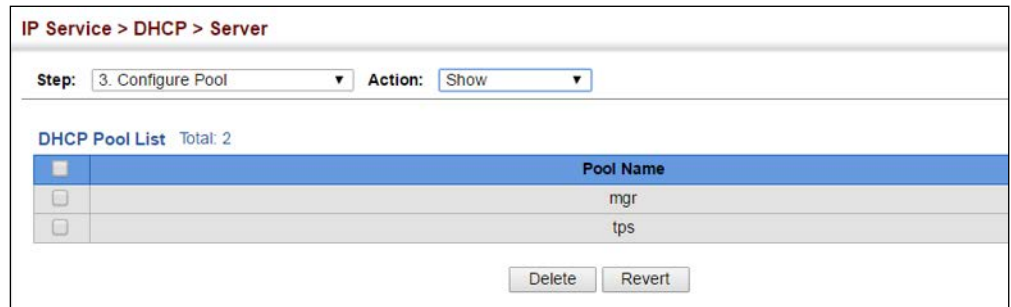 IP Service > DHCP > Server
Step: 3. Configure Pool Action: Show
DHCP Pool List Total: 2
Pool Name
mgr
tps
Delete Revert